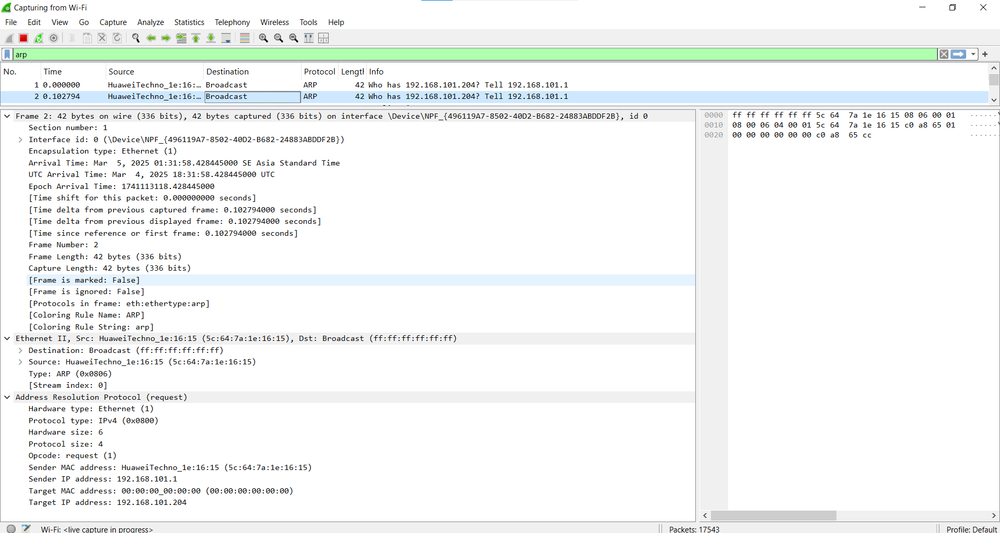 Capturing from Wi-Fi
File Edit View Go Capture Analyze Statistics Telephony Wireless Tools Help
arp
No. Time Source Destination Protocol Length Info
1 0.000000 HuaweiTechno_1e:16:… Broadcast ARP 42 Who has 192.168.101.204? Tell 192.168.101.1
2 0.102794 HuaweiTechno_1e:16:… Broadcast ARP 42 Who has 192.168.101.204? Tell 192.168.101.1
Frame 2: 42 bytes on wire (336 bits), 42 bytes captured (336 bits) on interface \Device\NPF_{496119A7-8502-40D2-B682-24883ABDDF2B}, id 0
Section number: 1
Interface id: 0 (\Device\NPF_{496119A7-8502-40D2-B682-24883ABDDF2B})
Encapsulation type: Ethernet (1)
Arrival Time: Mar  5, 2025 01:31:58.428445000 SE Asia Standard Time
UTC Arrival Time: Mar  4, 2025 18:31:58.428445000 UTC
Epoch Arrival Time: 1741113118.428445000
[Time shift for this packet: 0.000000000 seconds]
[Time delta from previous captured frame: 0.102794000 seconds]
[Time delta from previous displayed frame: 0.102794000 seconds]
[Time since reference or first frame: 0.102794000 seconds]
Frame Number: 2
Frame Length: 42 bytes (336 bits)
Capture Length: 42 bytes (336 bits)
[Frame is marked: False]
[Frame is ignored: False]
[Protocols in frame: eth:ethertype:arp]
[Coloring Rule Name: ARP]
[Coloring Rule String: arp]
Ethernet II, Src: HuaweiTechno_1e:16:15 (5c:64:7a:1e:16:15), Dst: Broadcast (ff:ff:ff:ff:ff:ff)
Destination: Broadcast (ff:ff:ff:ff:ff:ff)
Source: HuaweiTechno_1e:16:15 (5c:64:7a:1e:16:15)
Type: ARP (0x0806)
[Stream index: 0]
Address Resolution Protocol (request)
Hardware type: Ethernet (1)
Protocol type: IPv4 (0x0800)
Hardware size: 6
Protocol size: 4
Opcode: request (1)
Sender MAC address: HuaweiTechno_1e:16:15 (5c:64:7a:1e:16:15)
Sender IP address: 192.168.101.1
Target MAC address: 00:00:00_00:00:00 (00:00:00:00:00:00)
Target IP address: 192.168.101.204
0000 ff ff ff ff ff ff 5c 64 7a 1e 16 15 08 06 00 01 ······\
0010 08 00 06 04 00 01 5c 64 7a 1e 16 15 c0 a8 65 01 ······\
0020 00 00 00 00 00 00 c0 a8 65 cc ·······
Wi-Fi: <live capture in progress> Packets: 17543 Profile: Default